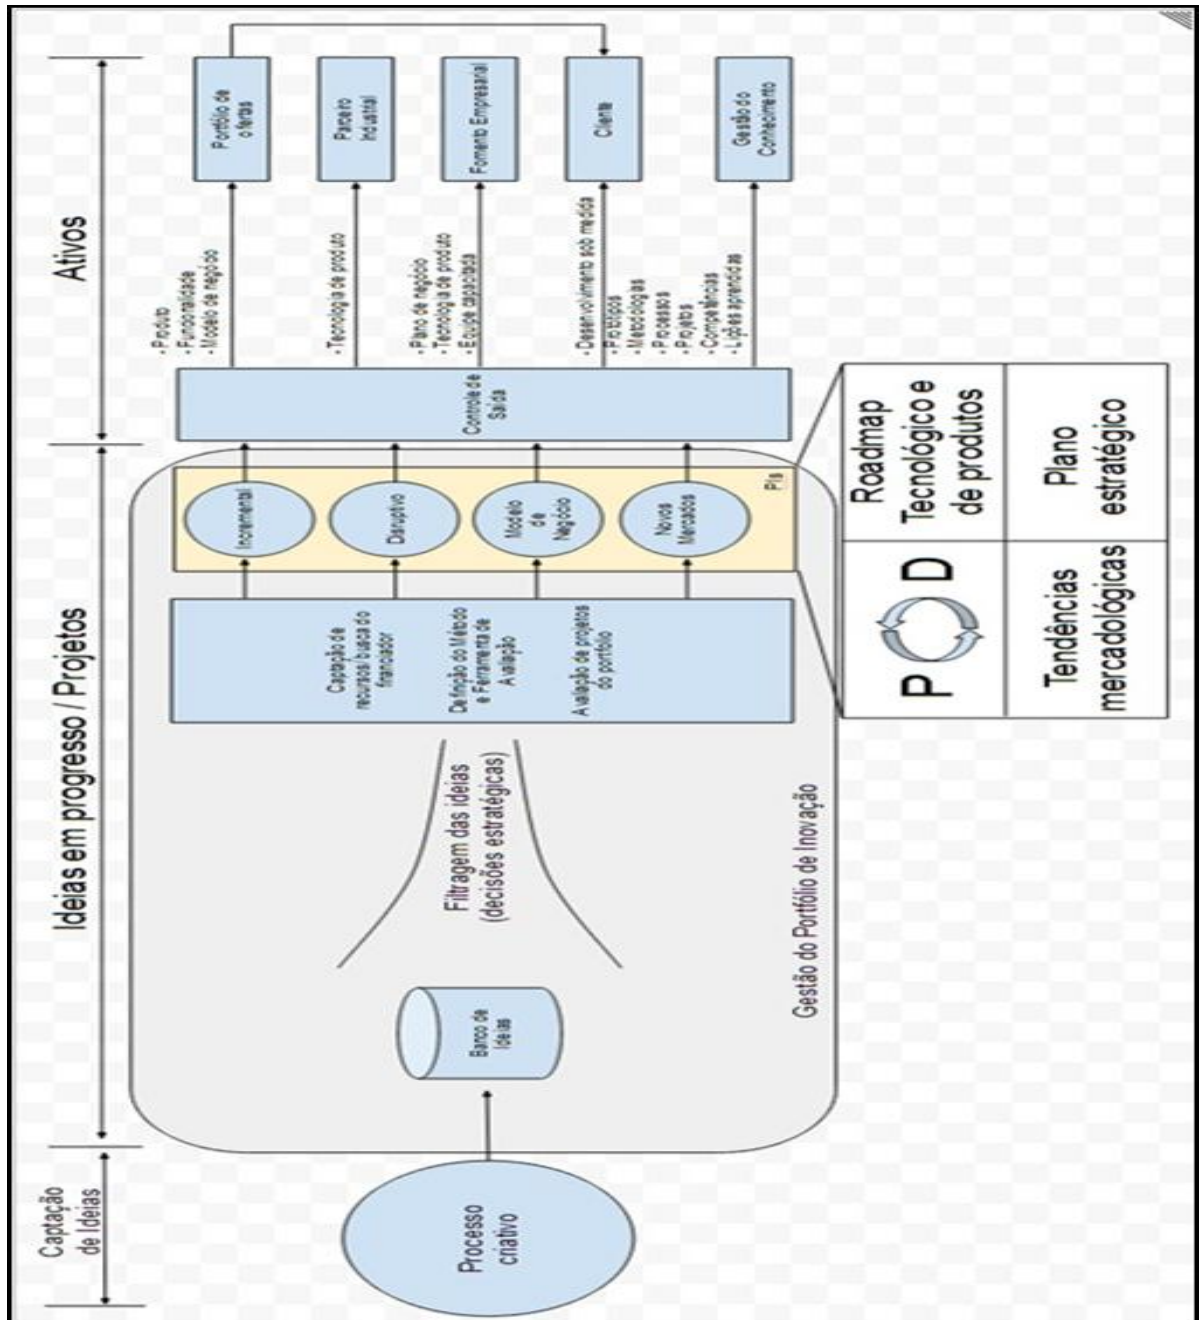 Captação
de Ideias
Ideias em progresso / Projetos
Ativos
Processo
criativo
Banco de
Ideias
Filtragem das ideias
(decisões estratégicas)
Captação de
recursos/busca do
financiador
Definição do Método
e Ferramenta de
Avaliação
Avaliação de projetos
do portfólio
Incremental
Disruptivo
Modelo
de
Negócio
Novos
Mercados
PIs
Gestão do Portfólio de Inovação
Controle de
Saída
- Produto
- Funcionalidade
- Modelo de negócio
- Tecnologia de produto
- Plano de negócio
- Tecnologia de produto
- Equipe capacitada
- Desenvolvimento sob medida
- Protótipos
- Metodologias
- Processos
- Projetos
- Competências
- Lições aprendidas
Portfólio de
ofertas
Parceiro
Industrial
Fomento Empresarial
Cliente
Gestão do
Conhecimento
P D
Roadmap
Tecnológico e
de produtos
Tendências
mercadológicas
Plano
estratégico